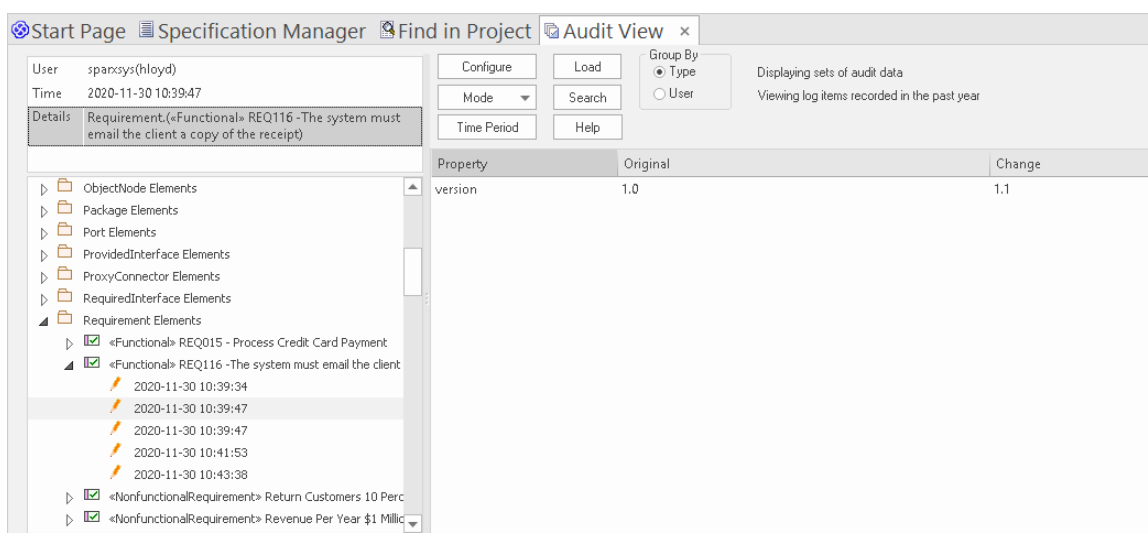 Start Page Specification Manager Find in Project Audit View ×
User sparxsys(hloyd)
Time 2020-11-30 10:39:47
Details Requirement.(«Functional» REQ116 -The system must
email the client a copy of the receipt)
Configure Load
Mode Search
Time Period Help
Group By
Type
User
Displaying sets of audit data
Viewing log items recorded in the past year
Property Original Change
version 1.0 1.1
ObjectNode Elements
Package Elements
Port Elements
ProvidedInterface Elements
ProxyConnector Elements
RequiredInterface Elements
Requirement Elements
«Functional» REQ015 - Process Credit Card Payment
«Functional» REQ116 -The system must email the client
2020-11-30 10:39:34
2020-11-30 10:39:47
2020-11-30 10:39:47
2020-11-30 10:41:53
2020-11-30 10:43:38
«NonfunctionalRequirement» Return Customers 10 Perc
«NonfunctionalRequirement» Revenue Per Year $1 Millic